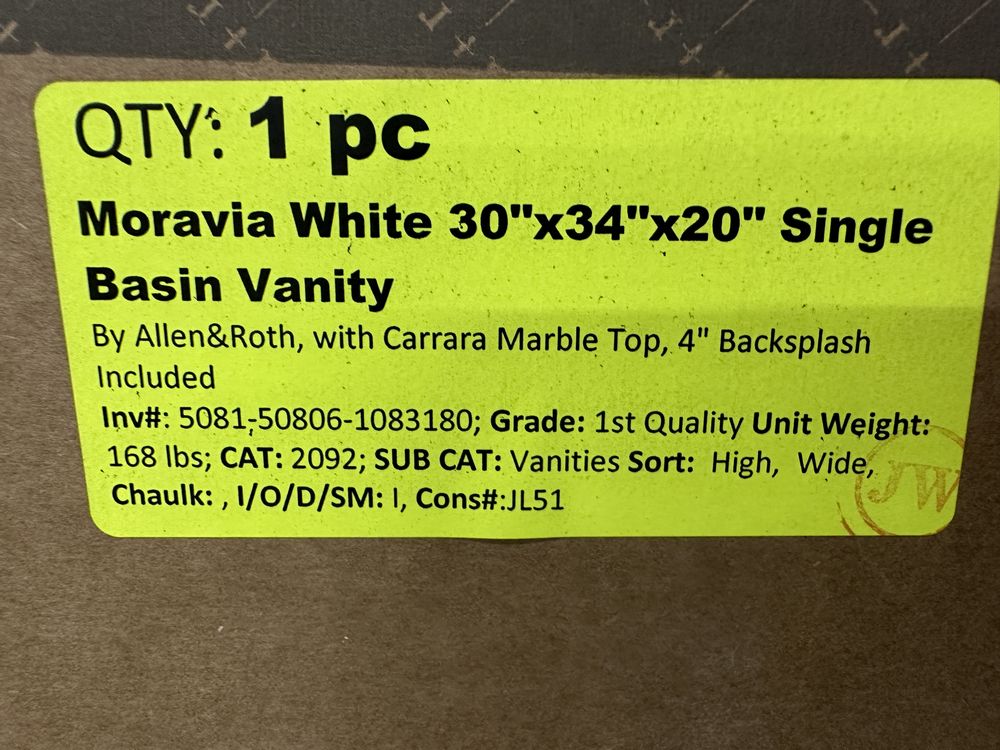 QTY: 1 pc
Moravia White 30"x34"x20" Single
Basin Vanity
By Allen&Roth, with Carrara Marble Top, 4" Backsplash
Included
Inv#: 5081-50806-1083180; Grade: 1st Quality Unit Weight:
168 lbs; CAT: 2092; SUB CAT: Vanities Sort: High, Wide,
Chaulk: , I/O/D/SM: I, Cons#:JL51
JW